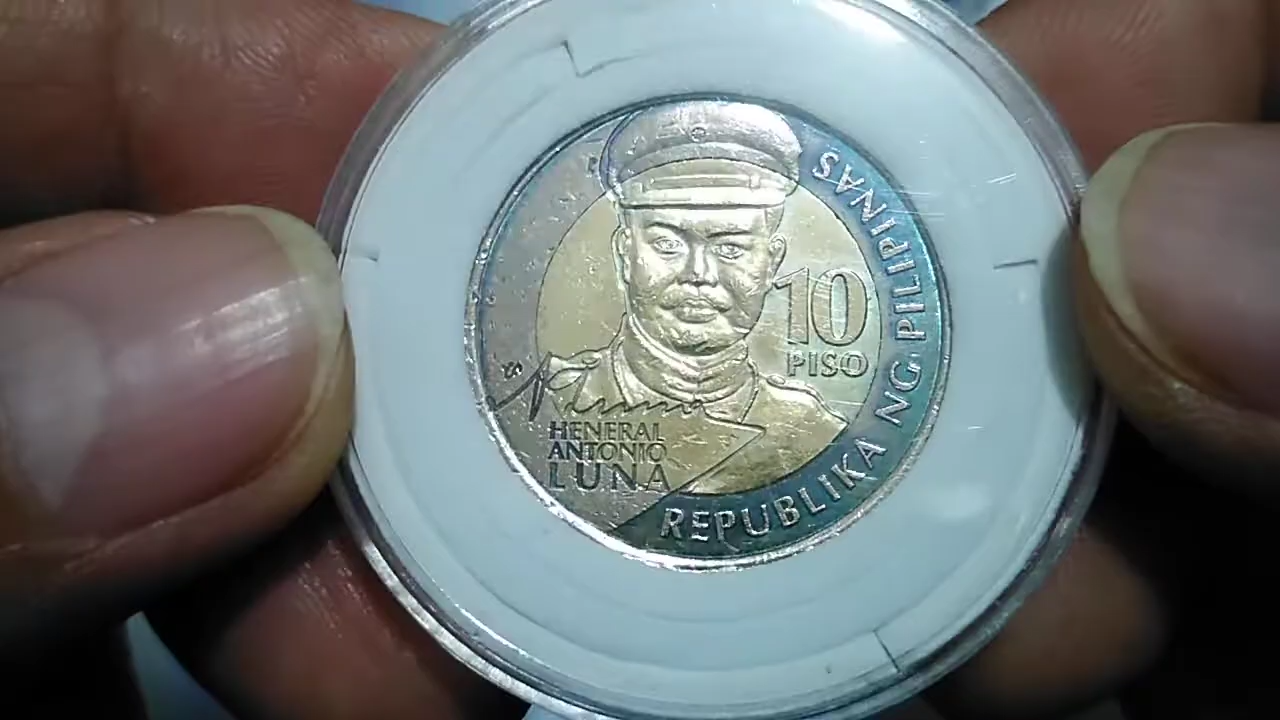 10
PISO
HENERAL
ANTONIO
LUNA
REPUBLIKA NG PILIPINAS